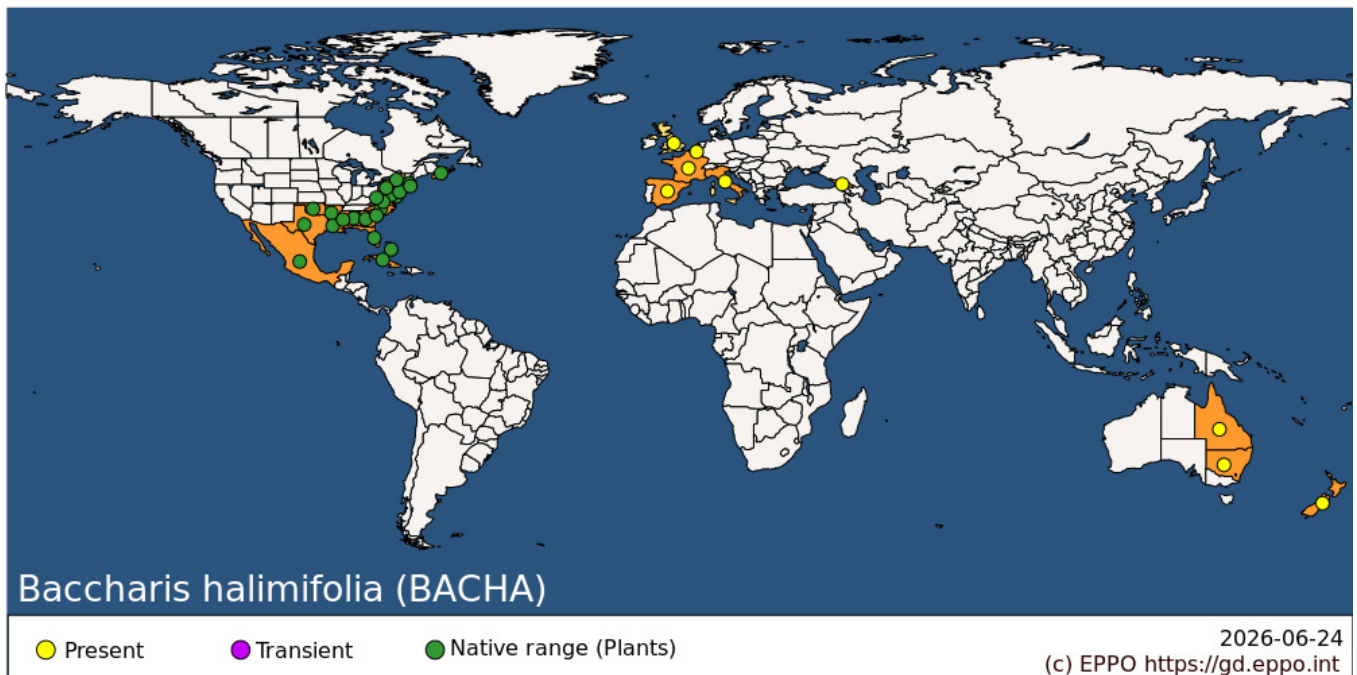 Baccharis halimifolia (BACHA)
Present
Transient
Native range (Plants)
2026-06-24
(c) EPPO https://gd.eppo.int